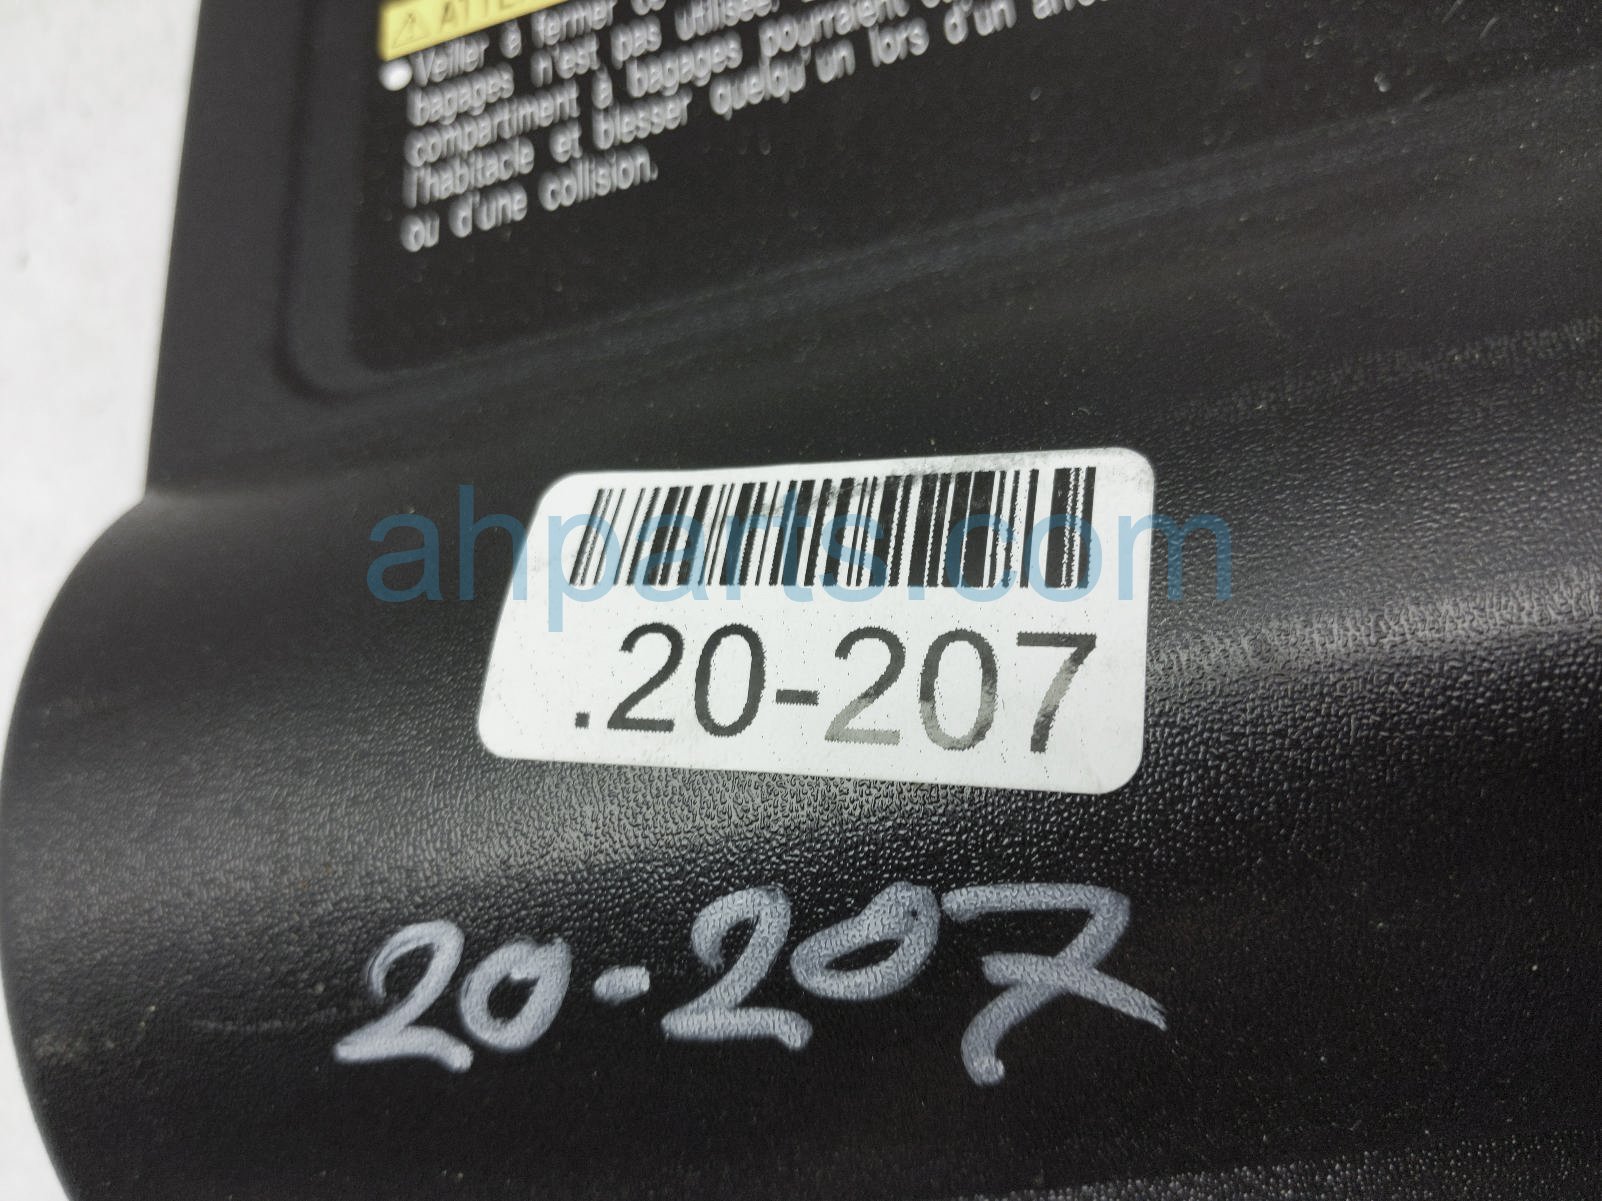 ⚠ ATTEN
● Veiller à fermer
bagages n'est pas utilisée.
compartiment à bagages pourraient
l'habitacle et blesser quelqu'un lors d'un
ou d'une collision.
ahparts.com
.20-207
20-207